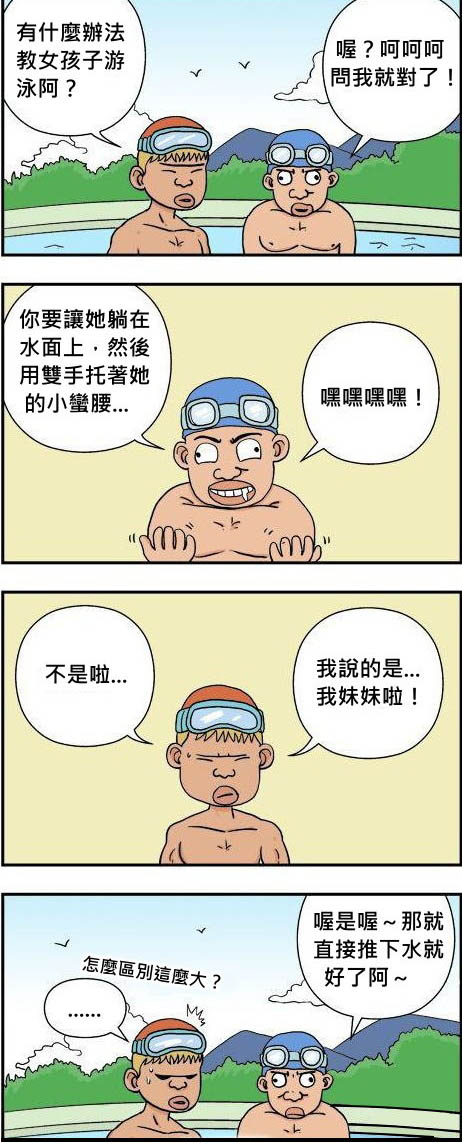 有什麼辦法
教女孩子游
泳阿？
喔？呵呵呵
問我就對了！
你要讓她躺在
水面上，然後
用雙手托著她
的小蠻腰...
嘿嘿嘿嘿！
不是啦...
我說的是...
我妹妹啦！
喔是喔～那就
直接推下水就
好了阿～
怎麼區別這麼大？
......